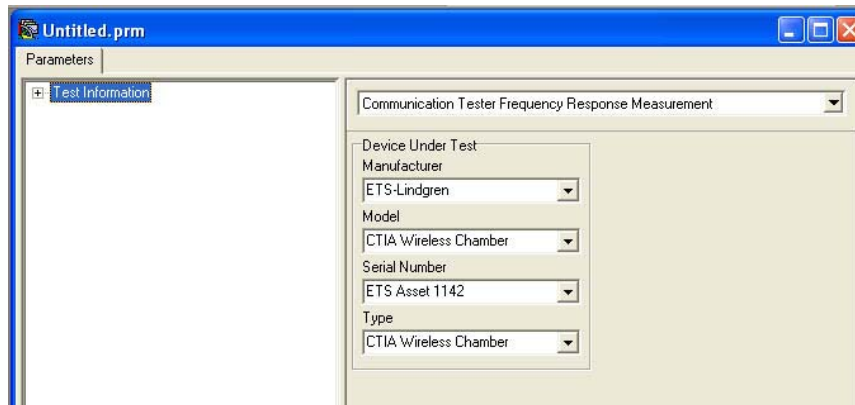 Untitled.prm
Parameters
Test Information
Communication Tester Frequency Response Measurement
Device Under Test
Manufacturer
ETS-Lindgren
Model
CTIA Wireless Chamber
Serial Number
ETS Asset 1142
Type
CTIA Wireless Chamber